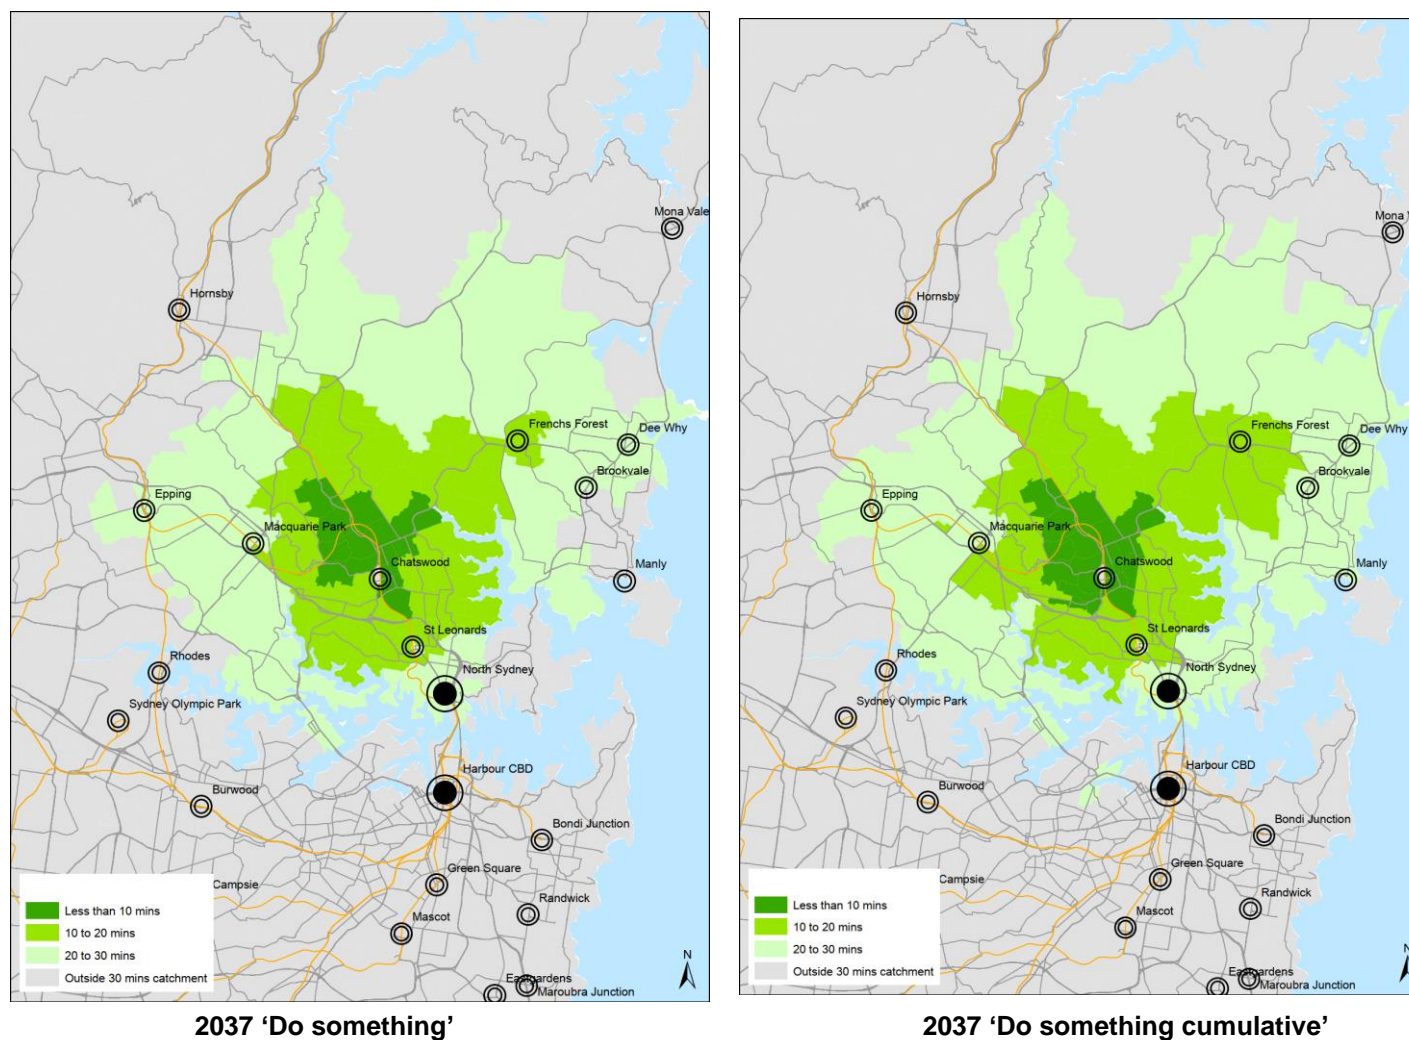 Mona Vale
Hornsby
Frenchs Forest
Dee Why
Brookvale
Epping
Macquarie Park
Chatswood
Manly
St Leonards
Rhodes
North Sydney
Sydney Olympic Park
Harbour CBD
Burwood
Bondi Junction
Green Square
Campsie
Randwick
Mascot
Eastgardens
Maroubra Junction
Less than 10 mins
10 to 20 mins
20 to 30 mins
Outside 30 mins catchment
N
2037 ‘Do something’
Mona V
Hornsby
Frenchs Forest
Dee Why
Brookvale
Epping
Macquarie Park
Chatswood
Manly
St Leonards
Rhodes
North Sydney
Sydney Olympic Park
Harbour CBD
Burwood
Bondi Junction
Green Square
Campsie
Randwick
Mascot
Eastgardens
Maroubra Junction
Less than 10 mins
10 to 20 mins
20 to 30 mins
Outside 30 mins catchment
N
2037 ‘Do something cumulative’